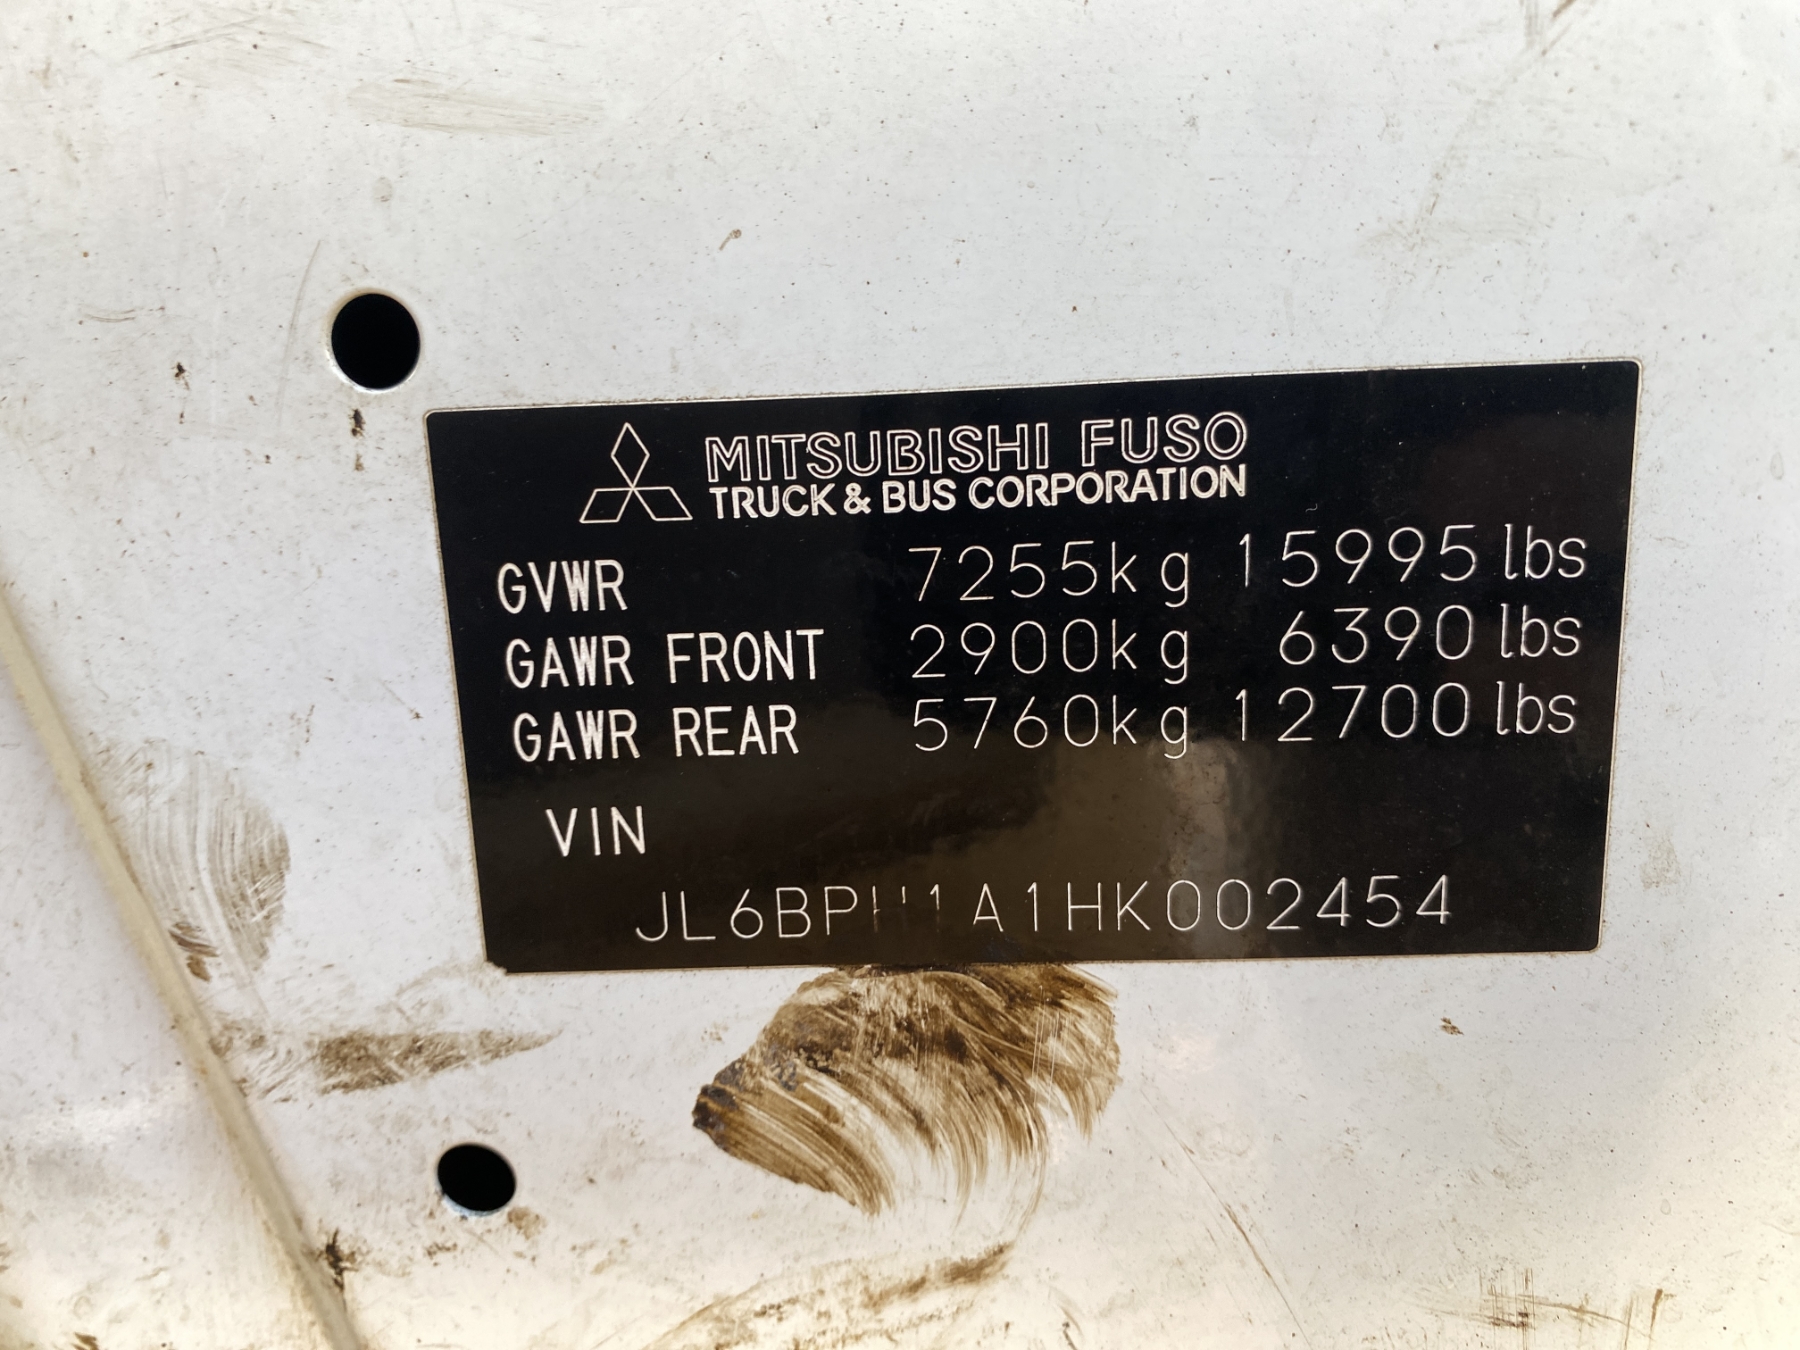 MITSUBISHI FUSO
TRUCK & BUS CORPORATION
GVWR 7255kg 15995 lbs
GAWR FRONT 2900kg 6390 lbs
GAWR REAR 5760kg 12700 lbs
VIN
JL6BPH1A1HK002454